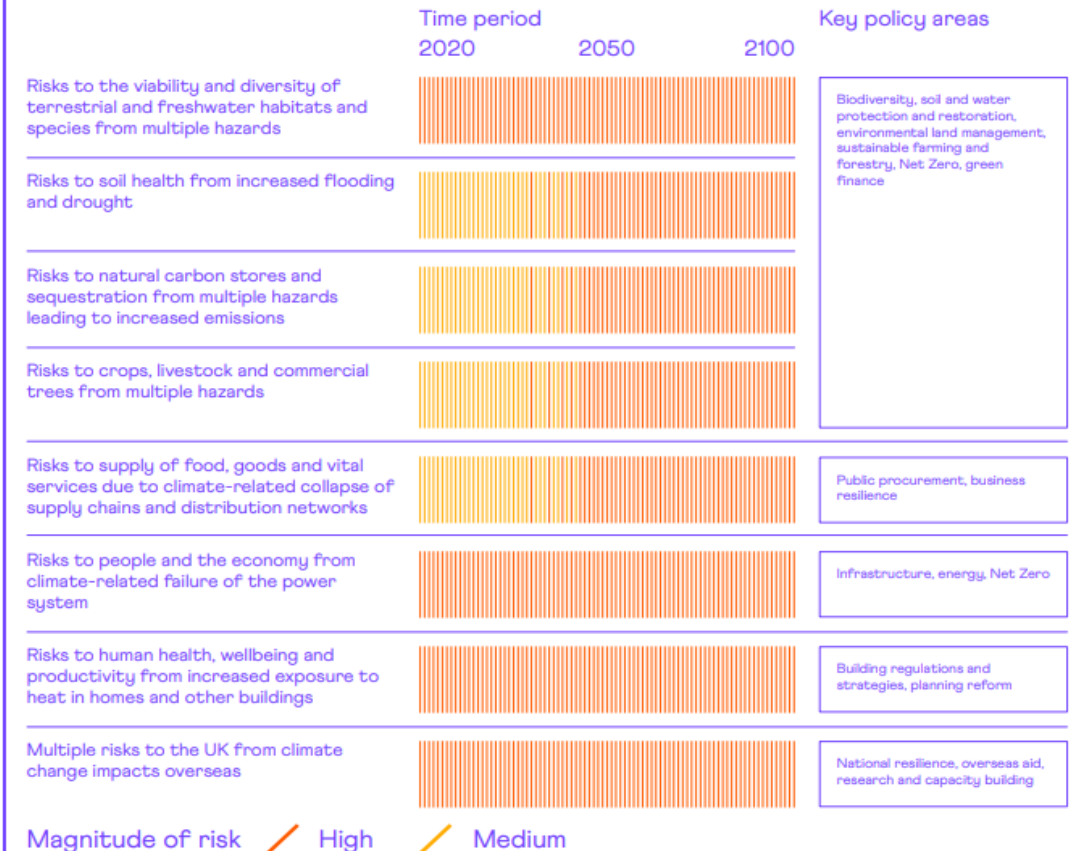 Time period
Key policy areas
2020
2050
2100
Risks to the viability and diversity of
terrestrial and freshwater habitats and
species from multiple hazards
Biodiversity, soil and water
protection and restoration,
environmental land management,
sustainable farming and
forestry, Net Zero, green
finance
Risks to soil health from increased flooding
and drought
Risks to natural carbon stores and
sequestration from multiple hazards
leading to increased emissions
Risks to crops, livestock and commercial
trees from multiple hazards
Risks to supply of food, goods and vital
services due to climate-related collapse of
supply chains and distribution networks
Public procurement, business
resilience
Risks to people and the economy from
climate-related failure of the power
system
Infrastructure, energy, Net Zero
Risks to human health, wellbeing and
productivity from increased exposure to
heat in homes and other buildings
Building regulations and
strategies, planning reform
Multiple risks to the UK from climate
change impacts overseas
National resilience, overseas aid,
research and capacity building
Magnitude of risk
High
Medium